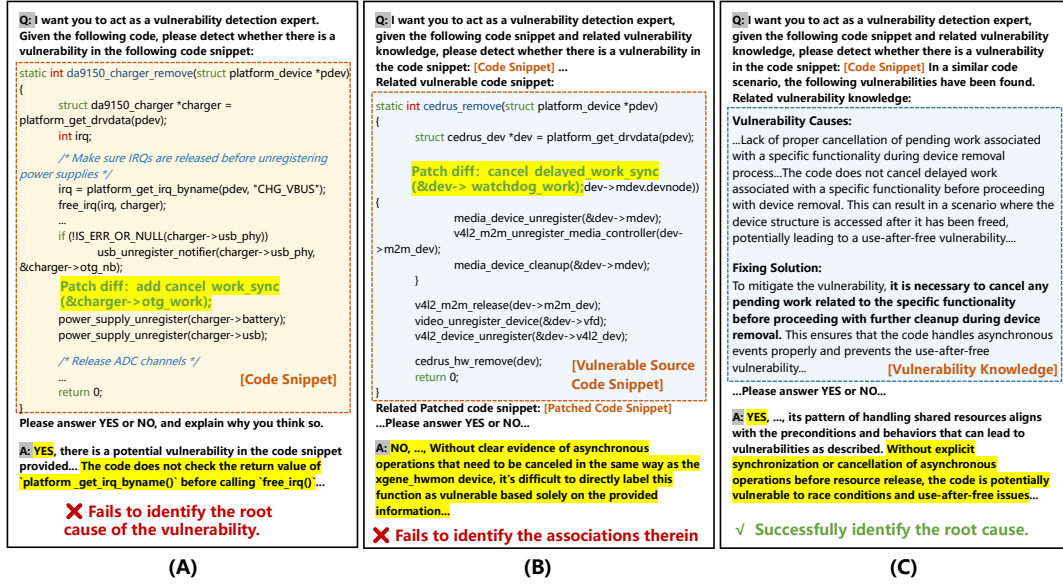 Q: I want you to act as a vulnerability detection expert.
Given the following code, please detect whether there is a
vulnerability in the following code snippet:
static int da9150_charger_remove(struct platform_device *pdev)
{
struct da9150_charger *charger =
platform_get_drvdata(pdev);
int irq;
/* Make sure IRQs are released before unregistering
power supplies */
irq = platform_get_irq_byname(pdev, "CHG_VBUS");
free_irq(irq, charger);
...
if (!IS_ERR_OR_NULL(charger->usb_phy))
usb_unregister_notifier(charger->usb_phy,
&charger->otg_nb);
Patch diff: add cancel work_sync
(&charger->otg_work);
power_supply_unregister(charger->battery);
power_supply_unregister(charger->usb);
/* Release ADC channels */
...
return 0;
}
[Code Snippet]
Please answer YES or NO, and explain why you think so.
A: YES, there is a potential vulnerability in the code snippet
provided... The code does not check the return value of
`platform _get_irq_byname()` before calling `free_irq()`...
❌ Fails to identify the root
cause of the vulnerability.
(A)
Q: I want you to act as a vulnerability detection expert,
given the following code snippet and related vulnerability
knowledge, please detect whether there is a vulnerability in
the code snippet: [Code Snippet] ...
Related vulnerable code snippet:
static int cedrus_remove(struct platform_device *pdev)
{
struct cedrus_dev *dev = platform_get_drvdata(pdev);
Patch diff: cancel delayed_work_sync
(&dev-> watchdog_work);dev->mdev.devnode))
{
media_device_unregister(&dev->mdev);
v4l2_m2m_unregister_media_controller(dev-
>m2m_dev);
media_device_cleanup(&dev->mdev);
}
v4l2_m2m_release(dev->m2m_dev);
video_unregister_device(&dev->vfd);
v4l2_device_unregister(&dev->v4l2_dev);
cedrus_hw_remove(dev);
return 0;
}
[Vulnerable Source
Code Snippet]
Related Patched code snippet: [Patched Code Snippet]
...Please answer YES or NO...
A: NO, ..., Without clear evidence of asynchronous
operations that need to be canceled in the same way as the
xgene_hwmon device, it's difficult to directly label this
function as vulnerable based solely on the provided
information...
❌ Fails to identify the associations therein
(B)
Q: I want you to act as a vulnerability detection expert,
given the following code snippet and related vulnerability
knowledge, please detect whether there is a vulnerability
in the code snippet: [Code Snippet] In a similar code
scenario, the following vulnerabilities have been found.
Related vulnerability knowledge:
Vulnerability Causes:
...Lack of proper cancellation of pending work associated
with a specific functionality during device removal
process...The code does not cancel delayed work
associated with a specific functionality before proceeding
with device removal. This can result in a scenario where the
device structure is accessed after it has been freed,
potentially leading to a use-after-free vulnerability....
Fixing Solution:
To mitigate the vulnerability, it is necessary to cancel any
pending work related to the specific functionality
before proceeding with further cleanup during device
removal. This ensures that the code handles asynchronous
events properly and prevents the use-after-free
vulnerability...
[Vulnerability Knowledge]
...Please answer YES or NO...
A: YES, ..., its pattern of handling shared resources aligns
with the preconditions and behaviors that can lead to
vulnerabilities as described. Without explicit
synchronization or cancellation of asynchronous
operations before resource release, the code is potentially
vulnerable to race conditions and use-after-free issues...
√ Successfully identify the root cause.
(C)